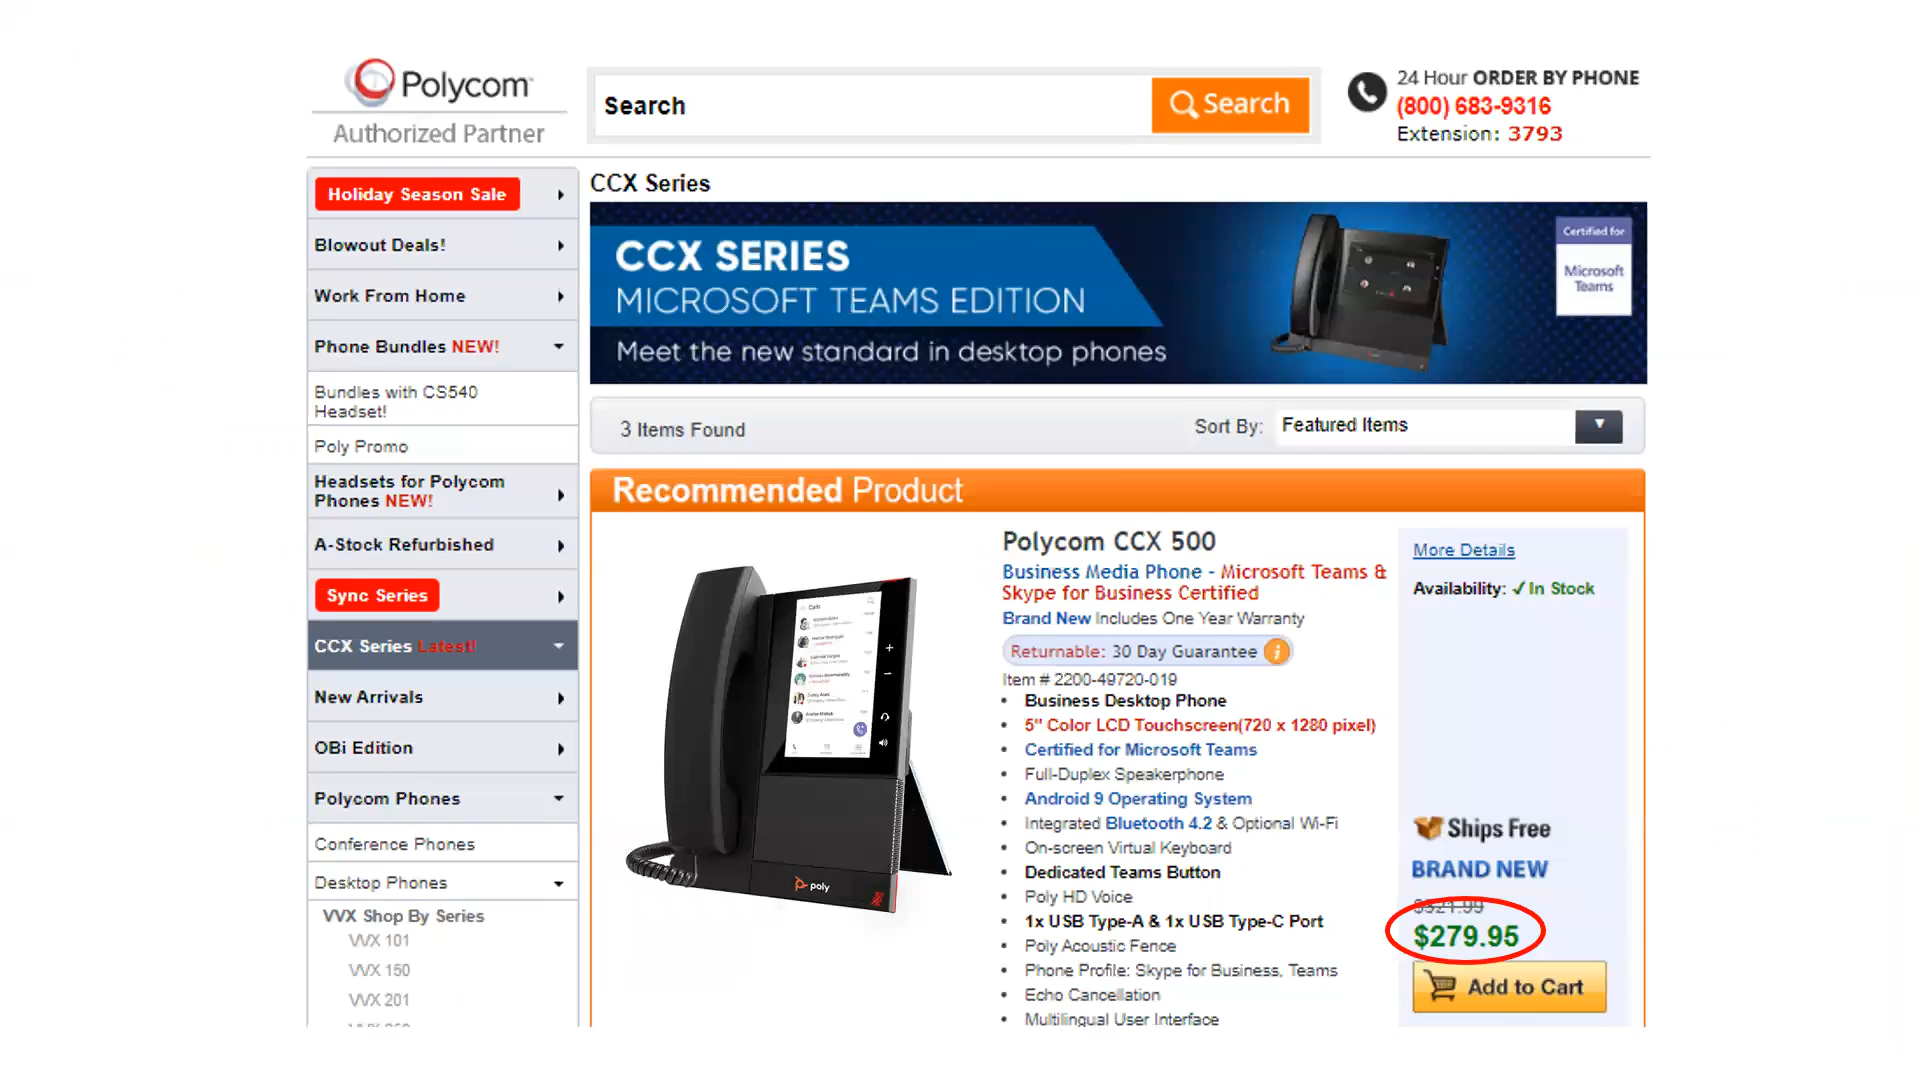 Polycom
Authorized Partner
Search
Search
24 Hour ORDER BY PHONE
(800) 683-9316
Extension: 3793
Holiday Season Sale
Blowout Deals!
Work From Home
Phone Bundles NEW!
Bundles with CS540
Headset!
Poly Promo
Headsets for Polycom
Phones NEW!
A-Stock Refurbished
Sync Series
CCX Series Latest!
New Arrivals
OBi Edition
Polycom Phones
Conference Phones
Desktop Phones
VVX Shop By Series
VVX 101
VVX 150
VVX 201
CCX Series
CCX SERIES
MICROSOFT TEAMS EDITION
Meet the new standard in desktop phones
Certified for
Microsoft
Teams
3 Items Found
Sort By:
Featured Items
Recommended Product
Calls
poly
Polycom CCX 500
Business Media Phone - Microsoft Teams &
Skype for Business Certified
Brand New Includes One Year Warranty
Returnable: 30 Day Guarantee i
Item # 2200-49720-019
• Business Desktop Phone
• 5" Color LCD Touchscreen(720 x 1280 pixel)
• Certified for Microsoft Teams
• Full-Duplex Speakerphone
• Android 9 Operating System
• Integrated Bluetooth 4.2 & Optional Wi-Fi
• On-screen Virtual Keyboard
• Dedicated Teams Button
• Poly HD Voice
• 1x USB Type-A & 1x USB Type-C Port
• Poly Acoustic Fence
• Phone Profile: Skype for Business, Teams
• Echo Cancellation
• Multilingual User Interface
More Details
Availability: ✓In Stock
Ships Free
BRAND NEW
$321.99
$279.95
Add to Cart